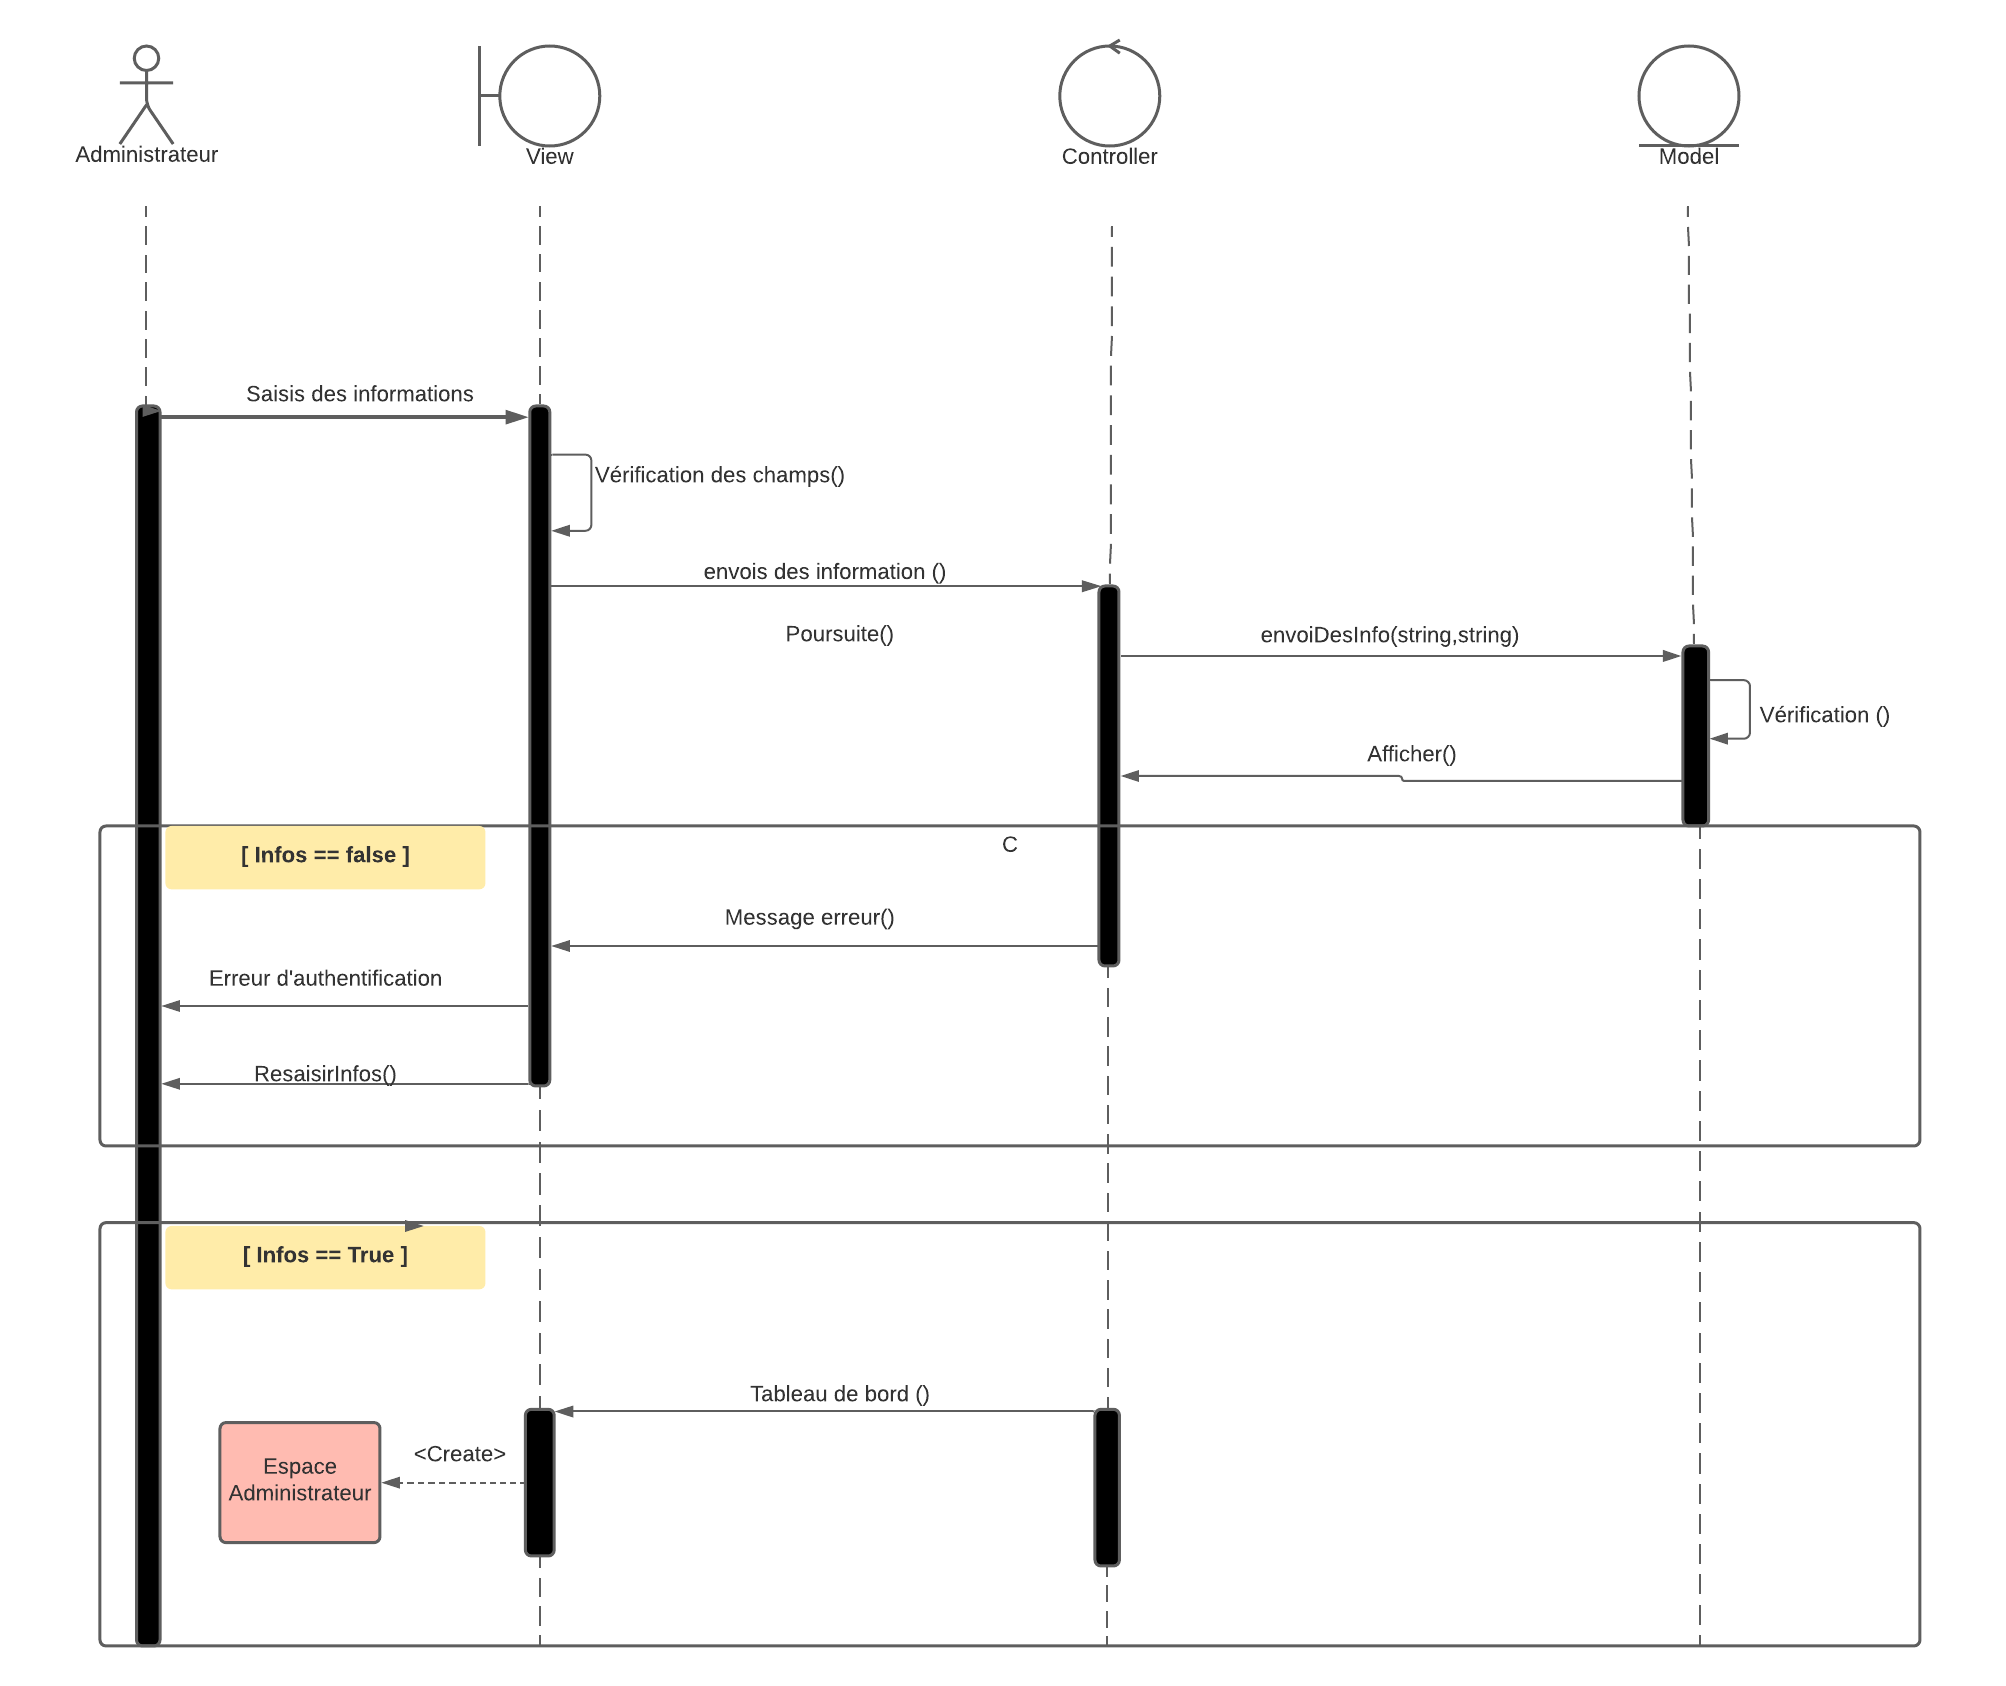 Administrateur
View
Controller
Model
Saisis des informations
Vérification des champs()
envois des information ()
Poursuite()
envoiDesInfo(string,string)
Vérification ()
Afficher()
[ Infos == false ]
C
Message erreur()
Erreur d'authentification
ResaisirInfos()
[ Infos == True ]
Tableau de bord ()
<Create>
Espace
Administrateur